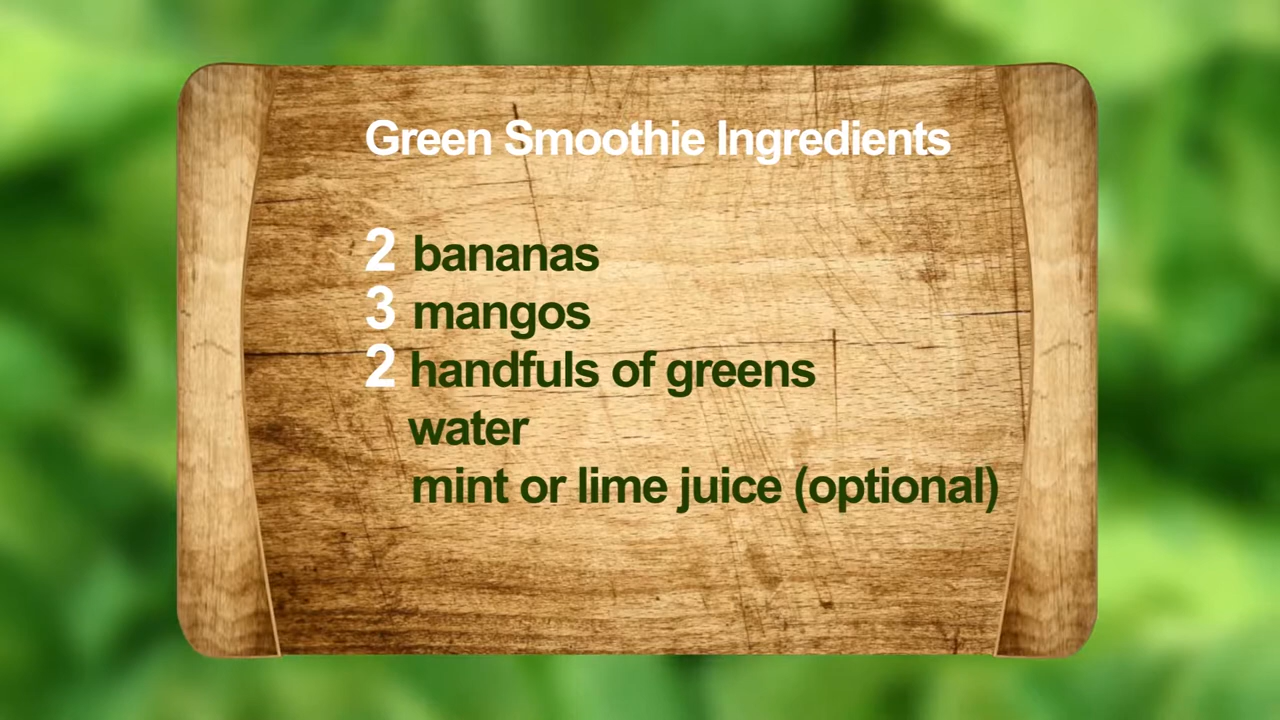 Green Smoothie Ingredients
2 bananas
3 mangos
2 handfuls of greens
water
mint or lime juice (optional)